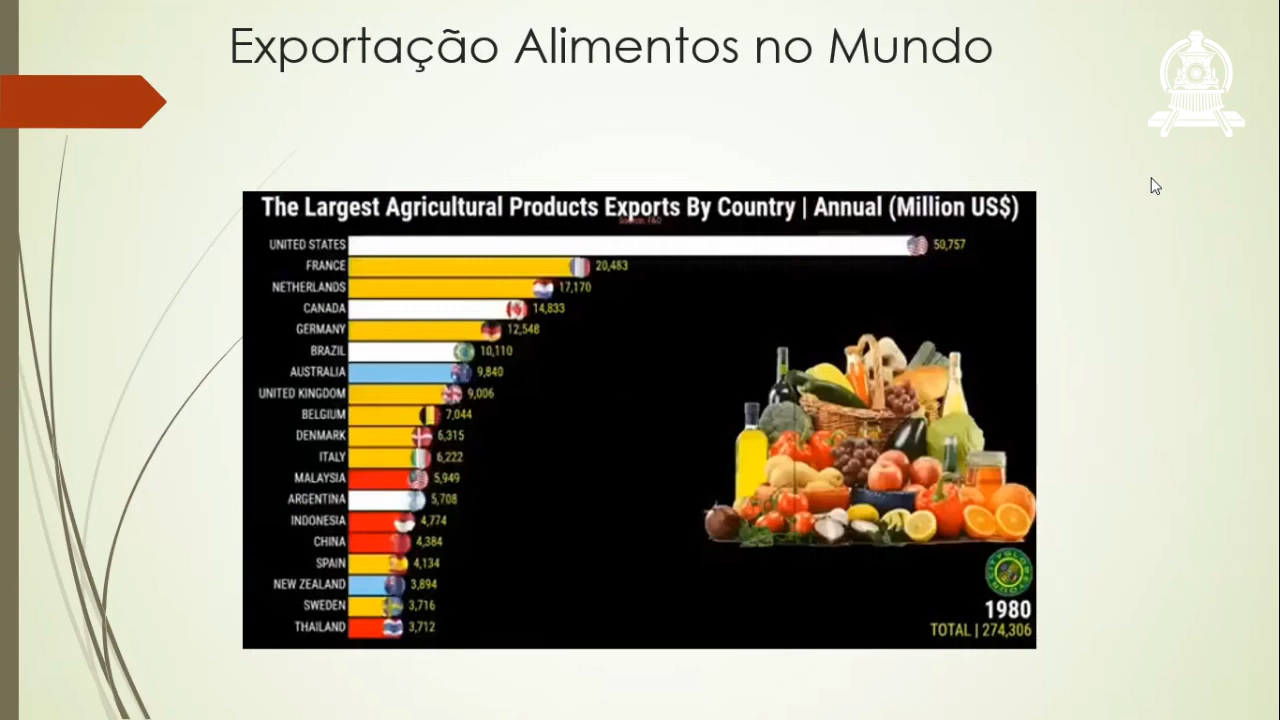 Exportação Alimentos no Mundo
The Largest Agricultural Products Exports By Country | Annual (Million US$)
UNITED STATES 50,757
FRANCE 20,483
NETHERLANDS 17,170
CANADA 14,833
GERMANY 12,548
BRAZIL 10,110
AUSTRALIA 9,840
UNITED KINGDOM 9,006
BELGIUM 7,044
DENMARK 6,315
ITALY 6,222
MALAYSIA 5,949
ARGENTINA 5,708
INDONESIA 4,774
CHINA 4,384
SPAIN 4,134
NEW ZEALAND 3,894
SWEDEN 3,716
THAILAND 3,712
1980
TOTAL | 274,306